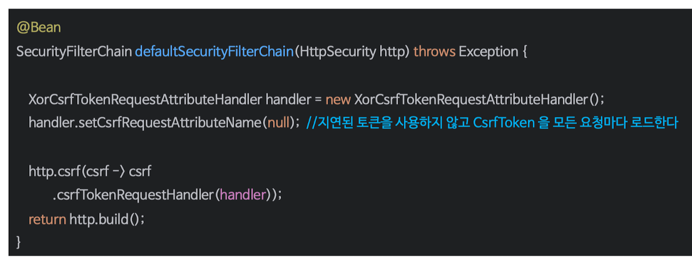 @Bean
SecurityFilterChain defaultSecurityFilterChain(HttpSecurity http) throws Exception {
XorCsrfTokenRequestAttributeHandler handler = new XorCsrfTokenRequestAttributeHandler();
handler.setCsrfRequestAttributeName(null); //지연된 토큰을 사용하지 않고 CsrfToken 을 모든 요청마다 로드한다
http.csrf(csrf -> csrf
.csrfTokenRequestHandler(handler));
return http.build();
}